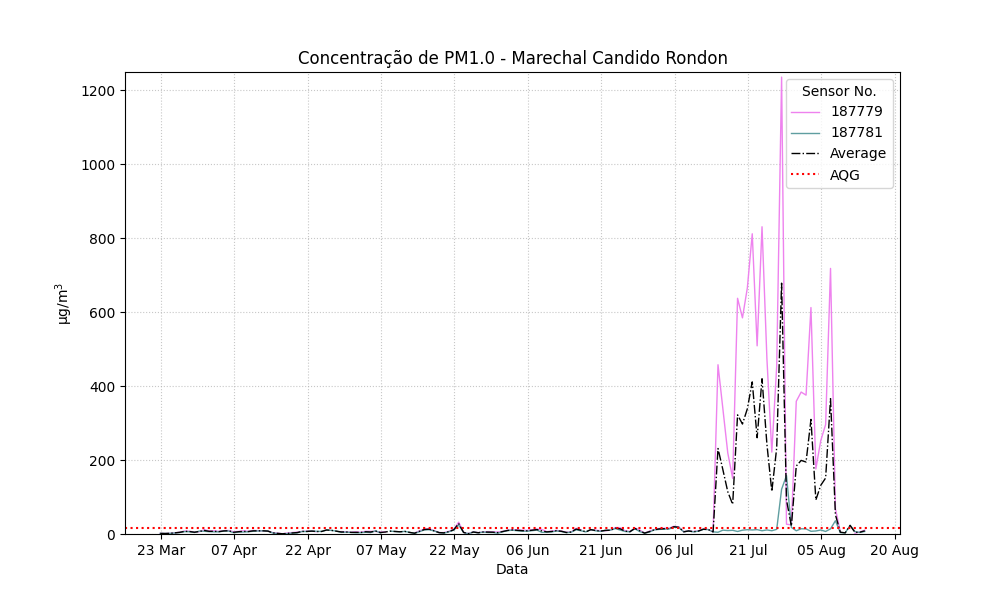 Concentração de PM1.0 - Marechal Candido Rondon
Sensor No.
187779
187781
Average
AQG
1200
1000
800
600
400
200
0
µg/m³
23 Mar 07 Apr 22 Apr 07 May 22 May 06 Jun 21 Jun 06 Jul 21 Jul 05 Aug 20 Aug
Data